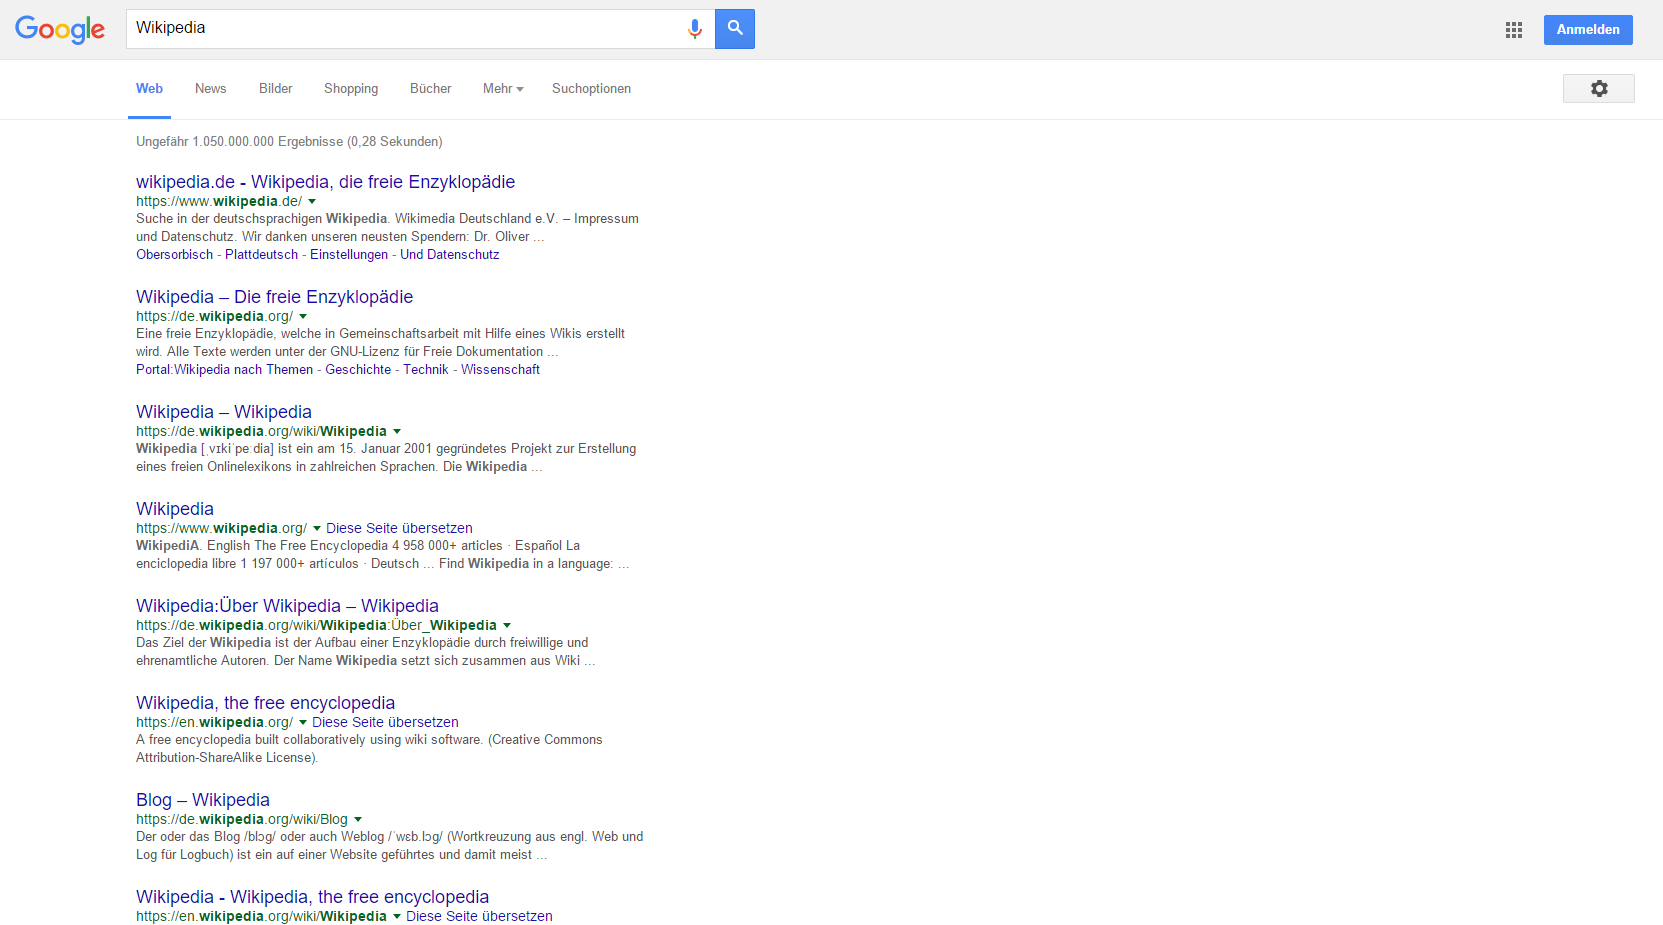 Google
Wikipedia
Anmelden
Web News Bilder Shopping Bücher Mehr Suchoptionen
Ungefähr 1.050.000.000 Ergebnisse (0,28 Sekunden)
wikipedia.de - Wikipedia, die freie Enzyklopädie
https://www.wikipedia.de/
Suche in der deutschsprachigen Wikipedia. Wikimedia Deutschland e.V. – Impressum
und Datenschutz. Wir danken unseren neusten Spendern: Dr. Oliver ...
Obersorbisch - Plattdeutsch - Einstellungen - Und Datenschutz
Wikipedia – Die freie Enzyklopädie
https://de.wikipedia.org/
Eine freie Enzyklopädie, welche in Gemeinschaftsarbeit mit Hilfe eines Wikis erstellt
wird. Alle Texte werden unter der GNU-Lizenz für Freie Dokumentation ...
Portal:Wikipedia nach Themen - Geschichte - Technik - Wissenschaft
Wikipedia – Wikipedia
https://de.wikipedia.org/wiki/Wikipedia
Wikipedia [ˌvɪkiˈpeːdia] ist ein am 15. Januar 2001 gegründetes Projekt zur Erstellung
eines freien Onlinelexikons in zahlreichen Sprachen. Die Wikipedia ...
Wikipedia
https://www.wikipedia.org/ Diese Seite übersetzen
WikipediA. English The Free Encyclopedia 4 958 000+ articles · Español La
enciclopedia libre 1 197 000+ artículos · Deutsch ... Find Wikipedia in a language: ...
Wikipedia:Über Wikipedia – Wikipedia
https://de.wikipedia.org/wiki/Wikipedia:Über_Wikipedia
Das Ziel der Wikipedia ist der Aufbau einer Enzyklopädie durch freiwillige und
ehrenamtliche Autoren. Der Name Wikipedia setzt sich zusammen aus Wiki ...
Wikipedia, the free encyclopedia
https://en.wikipedia.org/ Diese Seite übersetzen
A free encyclopedia built collaboratively using wiki software. (Creative Commons
Attribution-ShareAlike License).
Blog – Wikipedia
https://de.wikipedia.org/wiki/Blog
Der oder das Blog /blɔg/ oder auch Weblog /ˈwɛb.lɔg/ (Wortkreuzung aus engl. Web und
Log für Logbuch) ist ein auf einer Website geführtes und damit meist ...
Wikipedia - Wikipedia, the free encyclopedia
https://en.wikipedia.org/wiki/Wikipedia Diese Seite übersetzen